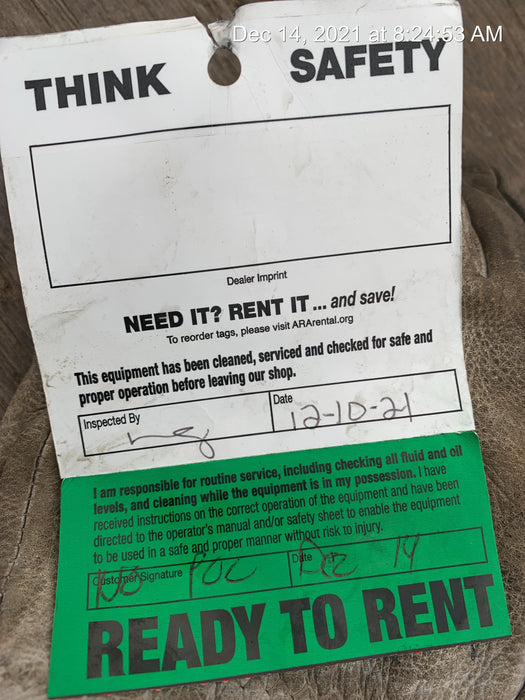 Dec 14, 2021 at 8:24:53 AM
THINK SAFETY
Dealer Imprint
NEED IT? RENT IT ... and save!
To reorder tags, please visit ARArental.org
This equipment has been cleaned, serviced and checked for safe and
proper operation before leaving our shop.
Inspected By
Date
12-10-21
I am responsible for routine service, including checking all fluid and oil
levels, and cleaning while the equipment is in my possession. I have
received instructions on the correct operation of the equipment and have been
directed to the operator's manual and/or safety sheet to enable the equipment
to be used in a safe and proper manner without risk to injury.
Customer Signature
No POC
Date
Dec 14
READY TO RENT